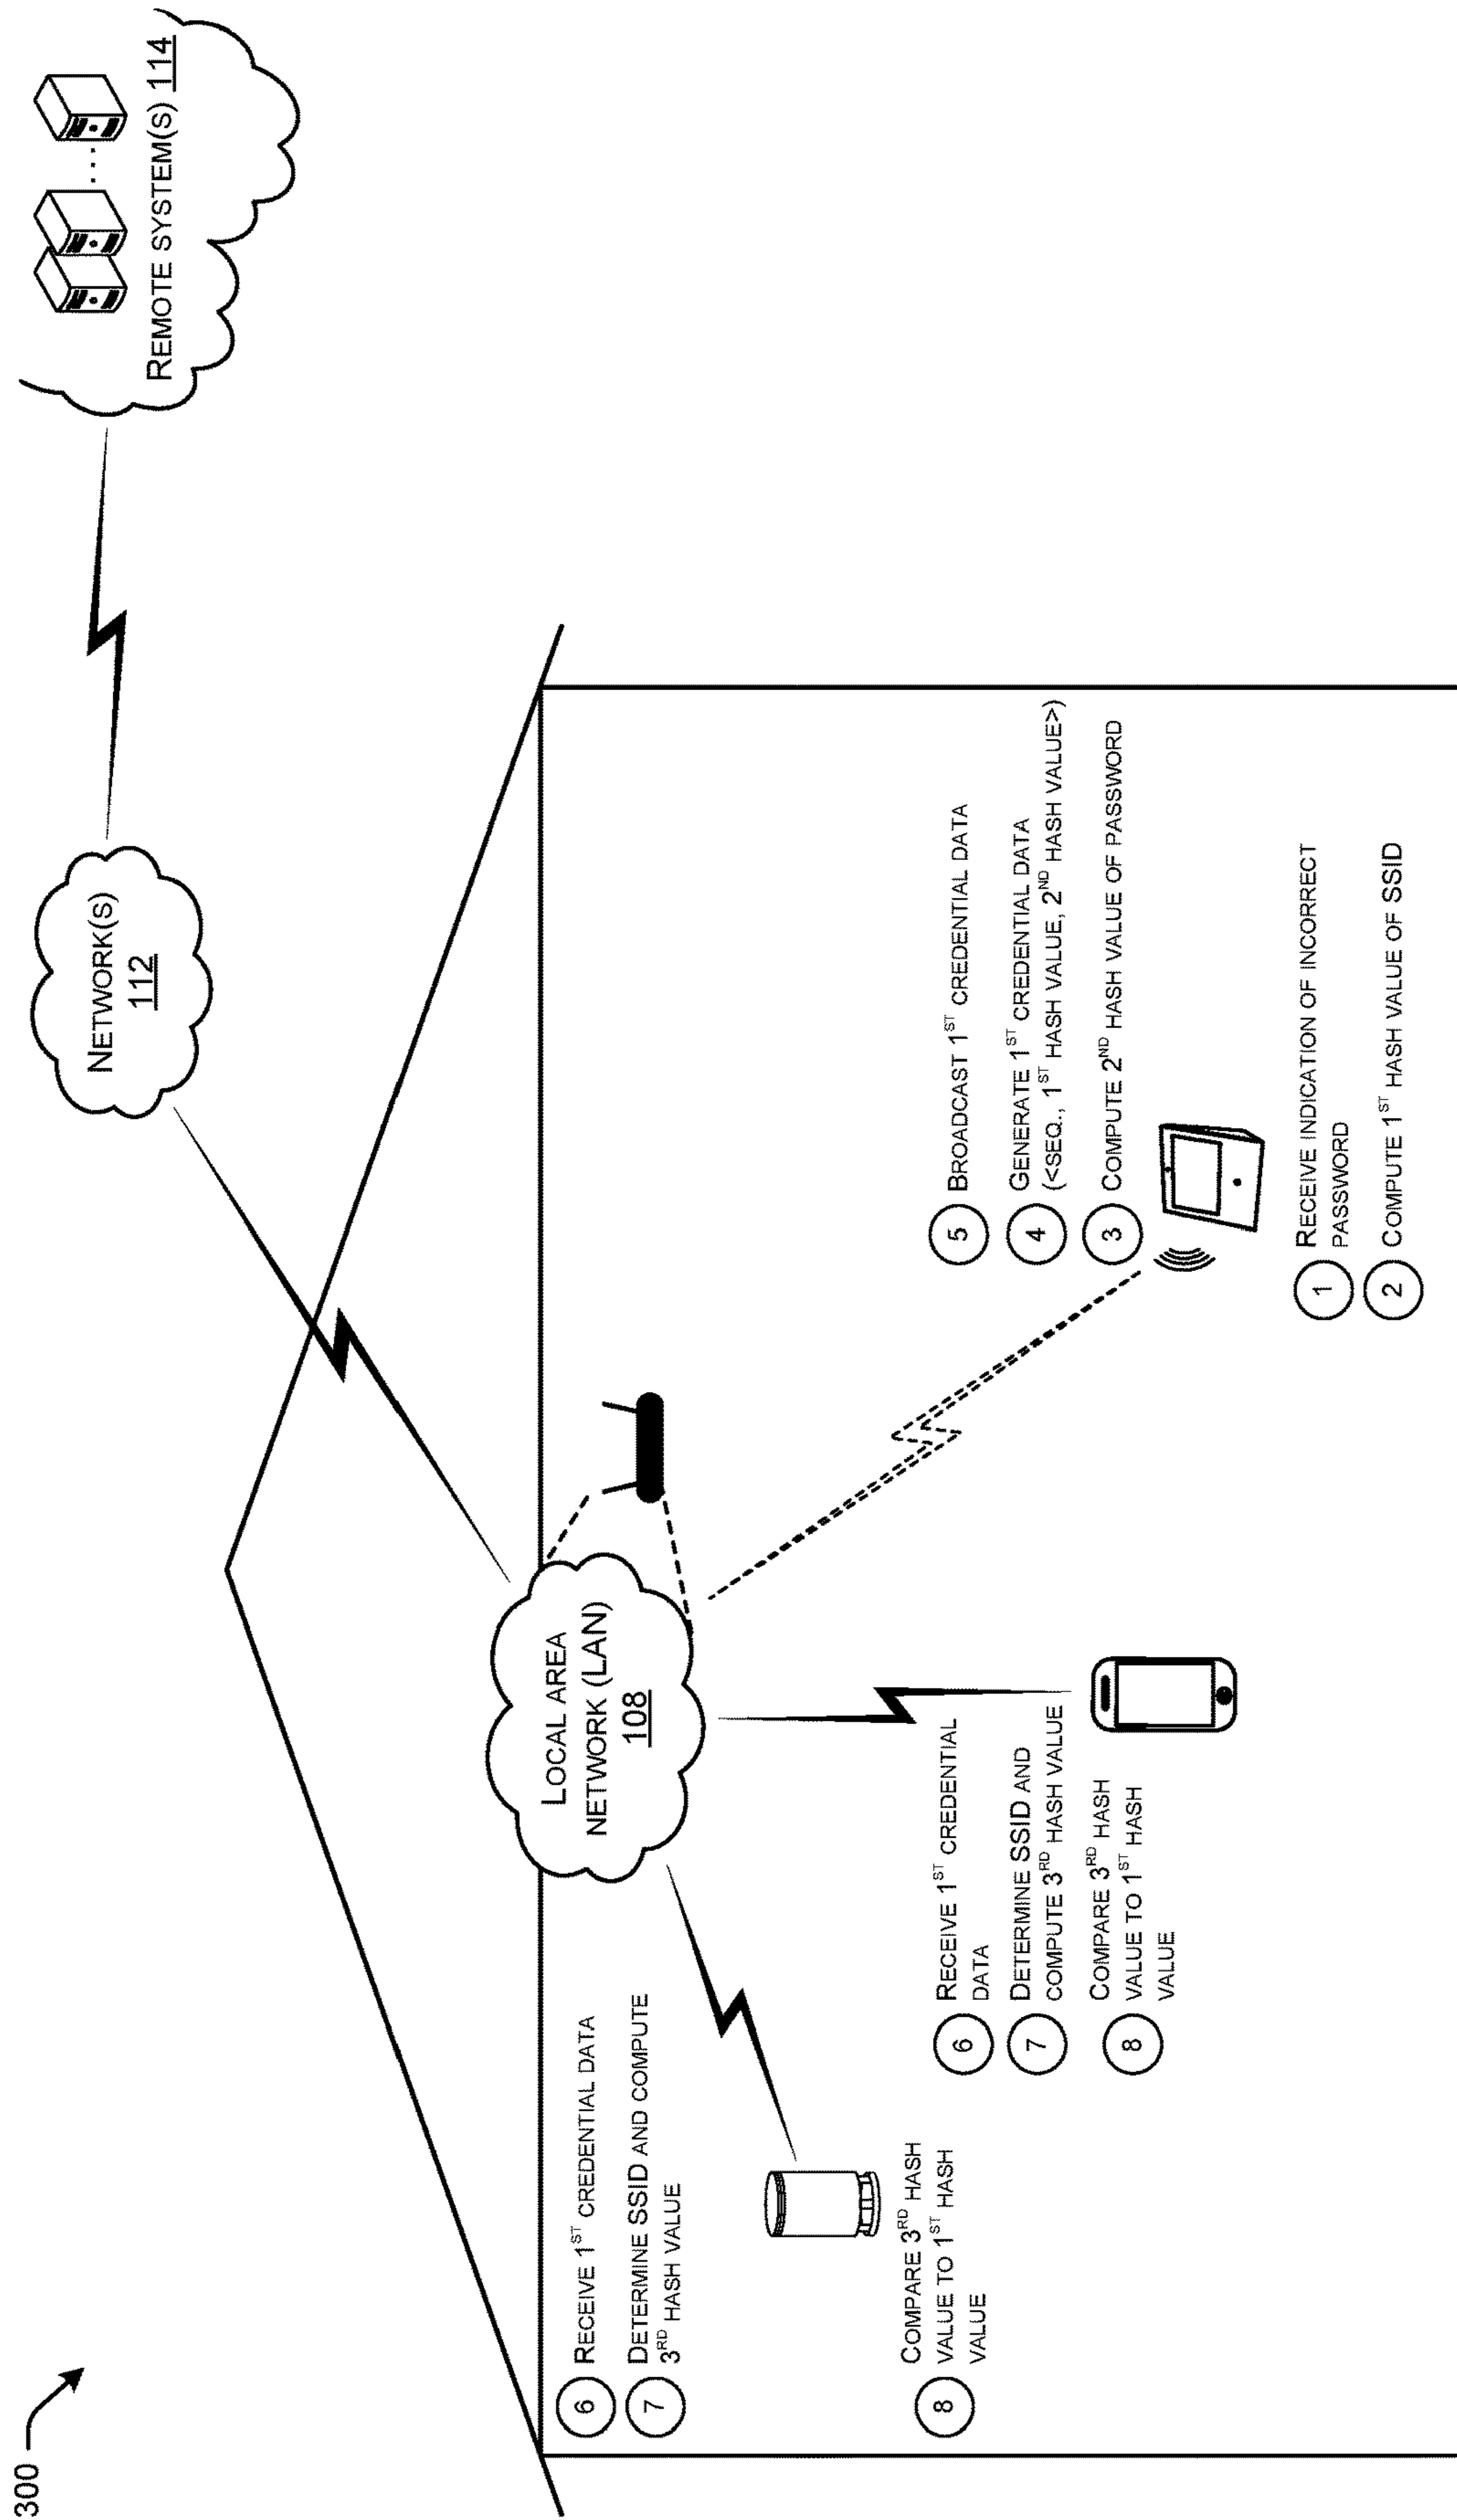 300
REMOTE SYSTEM(S) 114
NETWORK(S)
112
LOCAL AREA
NETWORK (LAN)
108
6 RECEIVE 1ST CREDENTIAL DATA
7 DETERMINE SSID AND COMPUTE
3RD HASH VALUE
8 COMPARE 3RD HASH
VALUE TO 1ST HASH
VALUE
6 RECEIVE 1ST CREDENTIAL
DATA
7 DETERMINE SSID AND
COMPUTE 3RD HASH VALUE
8 COMPARE 3RD HASH
VALUE TO 1ST HASH
VALUE
5 BROADCAST 1ST CREDENTIAL DATA
4 GENERATE 1ST CREDENTIAL DATA
(<SEQ., 1ST HASH VALUE, 2ND HASH VALUE>)
3 COMPUTE 2ND HASH VALUE OF PASSWORD
1 RECEIVE INDICATION OF INCORRECT
PASSWORD
2 COMPUTE 1ST HASH VALUE OF SSID